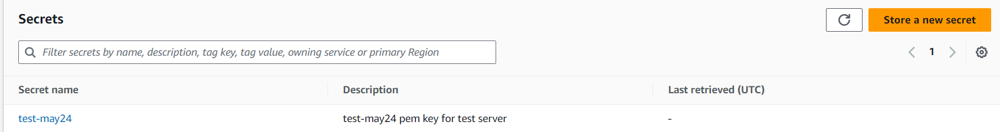 Secrets
Store a new secret
Filter secrets by name, description, tag key, tag value, owning service or primary Region
1
Secret name Description Last retrieved (UTC)
test-may24 test-may24 pem key for test server -